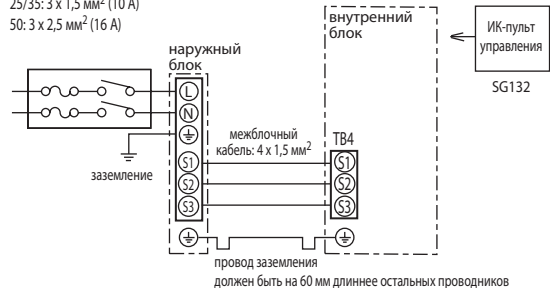 25/35: 3 x 1,5 мм² (10 А)
50: 3 x 2,5 мм² (16 А)
внутренний
блок
ИК-пульт
управления
SG132
наружный
блок
L
N
межблочный
кабель: 4 x 1,5 мм²
TB4
заземление
S1
S1
S2
S2
S3
S3
провод заземления
должен быть на 60 мм длиннее остальных проводников